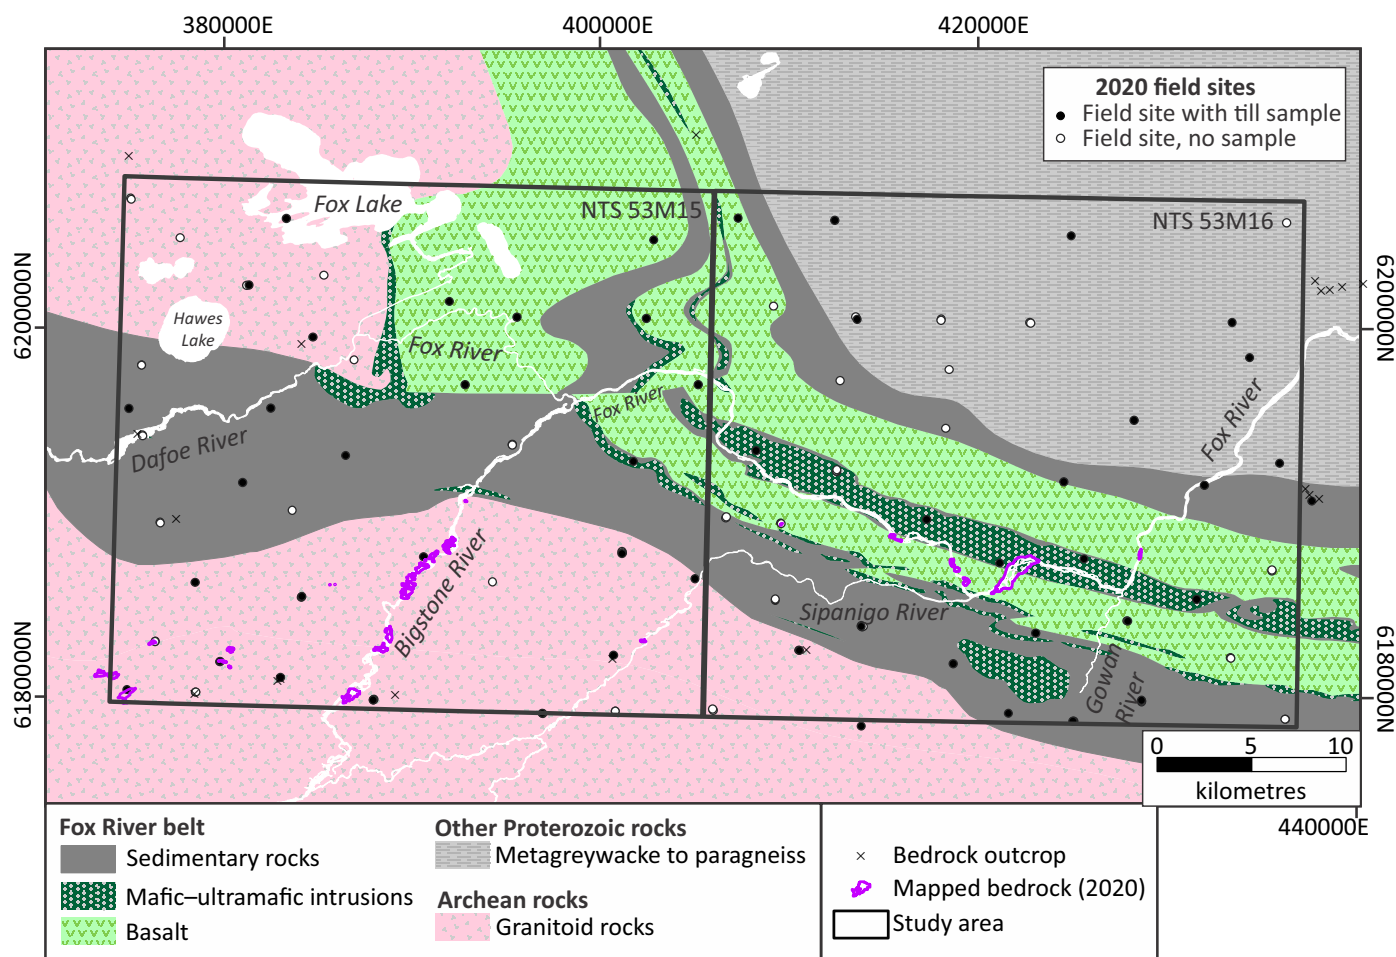 380000E
400000E
420000E
2020 field sites
Field site with till sample
Field site, no sample
Fox Lake
NTS 53M15
NTS 53M16
6200000N
6200000N
Hawes
Lake
Fox River
Fox River
Fox River
Dafoe River
Bigstone River
Sipanigo River
Gowan
River
6180000N
6180000N
0 5 10
kilometres
440000E
Fox River belt
Sedimentary rocks
Mafic–ultramafic intrusions
Basalt
Other Proterozoic rocks
Metagreywacke to paragneiss
Archean rocks
Granitoid rocks
Bedrock outcrop
Mapped bedrock (2020)
Study area